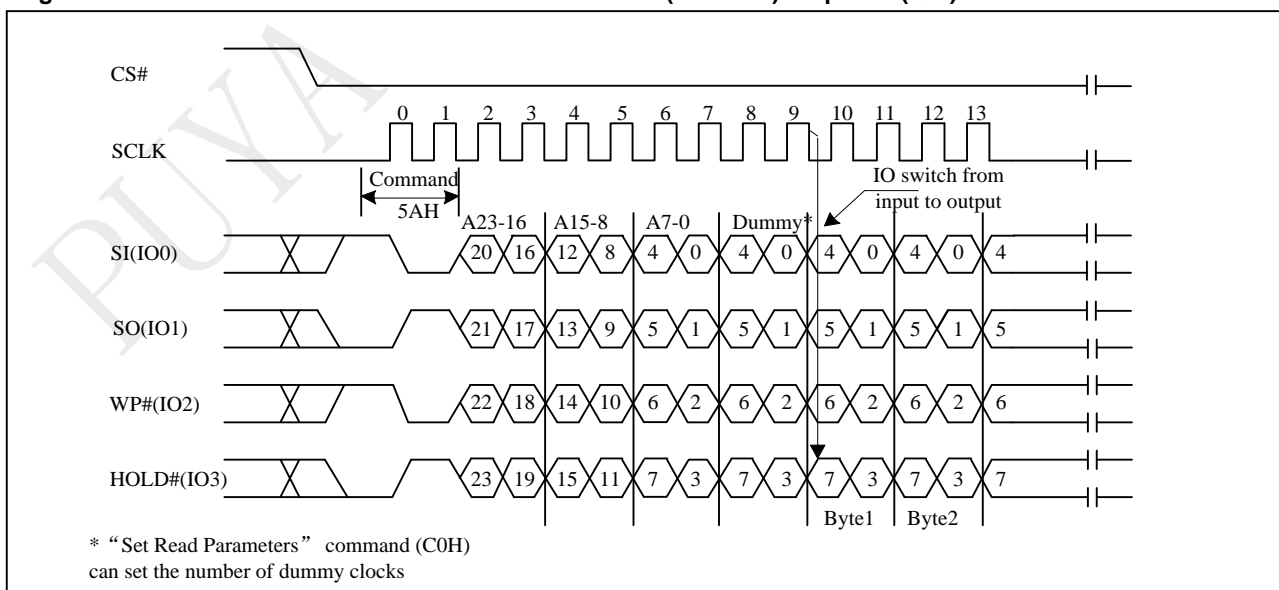 CS#
0 1 2 3 4 5 6 7 8 9 10 11 12 13
SCLK
Command
5AH
IO switch from
input to output
A23-16 A15-8 A7-0 Dummy*
SI(IO0) 20 16 12 8 4 0 4 0 4 0 4 0 4
SO(IO1) 21 17 13 9 5 1 5 1 5 1 5 1 5
WP#(IO2) 22 18 14 10 6 2 6 2 6 2 6 2 6
HOLD#(IO3) 23 19 15 11 7 3 7 3 7 3 7 3 7
Byte1 Byte2
* “Set Read Parameters” command (C0H)
can set the number of dummy clocks
PUYA